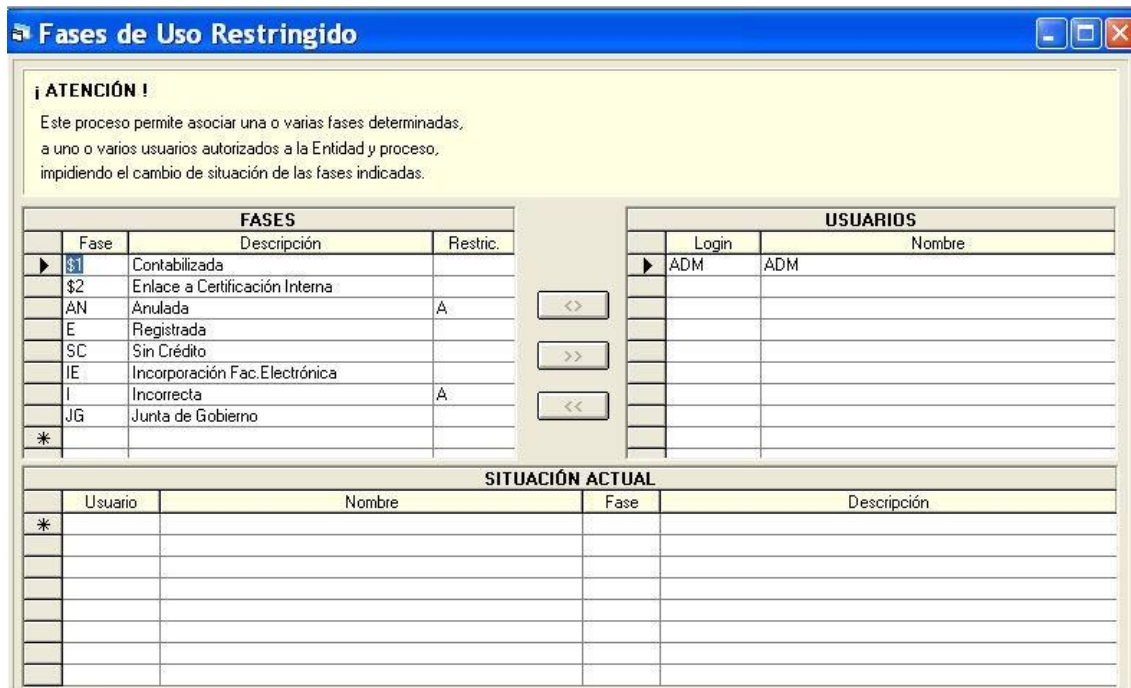 Fases de Uso Restringido
¡ ATENCIÓN !
Este proceso permite asociar una o varias fases determinadas,
a uno o varios usuarios autorizados a la Entidad y proceso,
impidiendo el cambio de situación de las fases indicadas.
FASES
Fase Descripción Restric.
$1 Contabilizada
$2 Enlace a Certificación Interna
AN Anulada A
E Registrada
SC Sin Crédito
IE Incorporación Fac.Electrónica
I Incorrecta A
JG Junta de Gobierno
*
<>
>>
<<
USUARIOS
Login Nombre
ADM ADM
SITUACIÓN ACTUAL
Usuario Nombre Fase Descripción
*